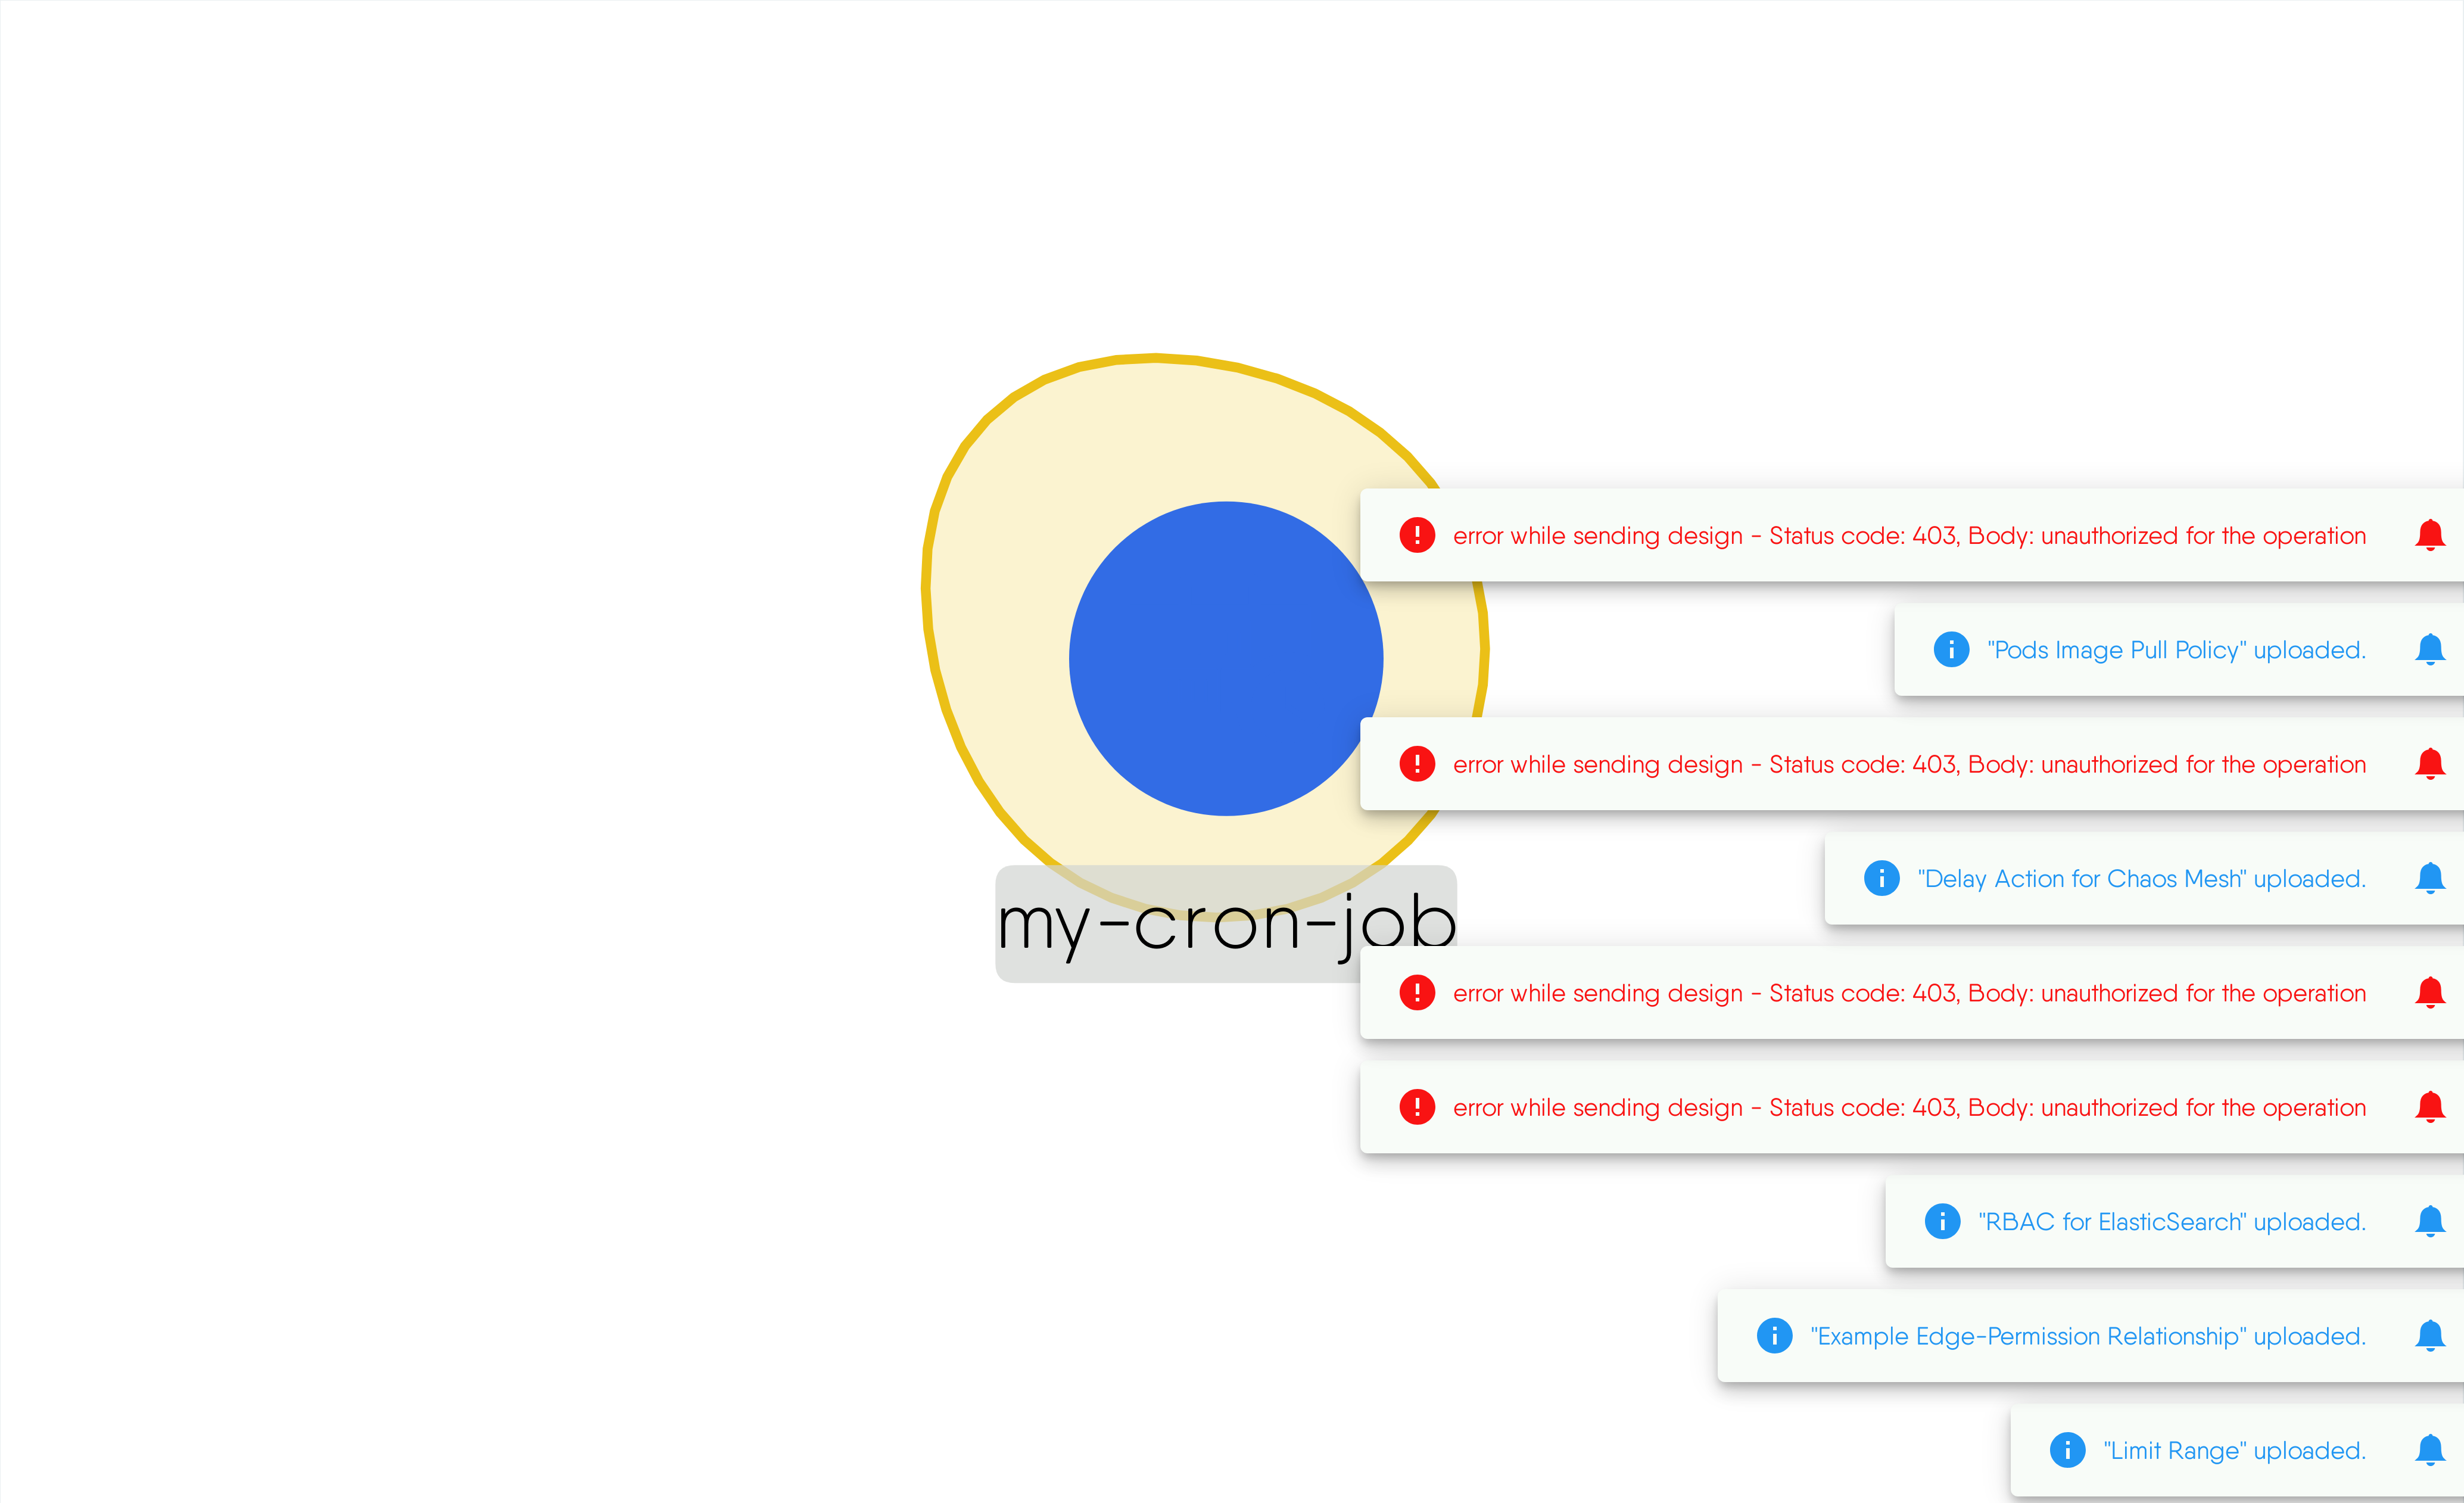 error while sending design - Status code: 403, Body: unauthorized for the operation
"Pods Image Pull Policy" uploaded.
error while sending design - Status code: 403, Body: unauthorized for the operation
"Delay Action for Chaos Mesh" uploaded.
my-cron-job
error while sending design - Status code: 403, Body: unauthorized for the operation
error while sending design - Status code: 403, Body: unauthorized for the operation
"RBAC for ElasticSearch" uploaded.
"Example Edge-Permission Relationship" uploaded.
"Limit Range" uploaded.